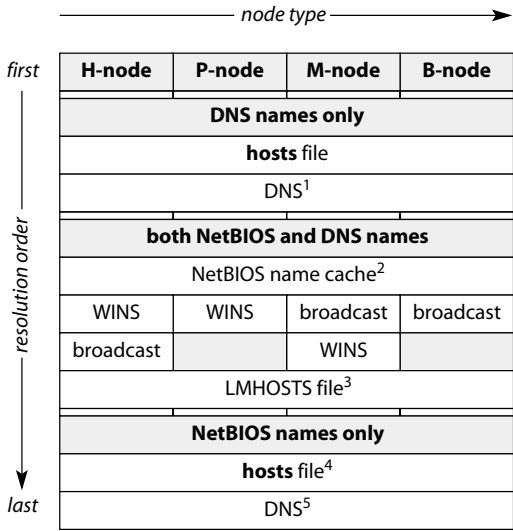 node type
first H-node P-node M-node B-node
DNS names only
hosts file
DNS1
both NetBIOS and DNS names
NetBIOS name cache2
WINS WINS broadcast broadcast
broadcast WINS
LMHOSTS file3
NetBIOS names only
hosts file4
last DNS5
resolution order